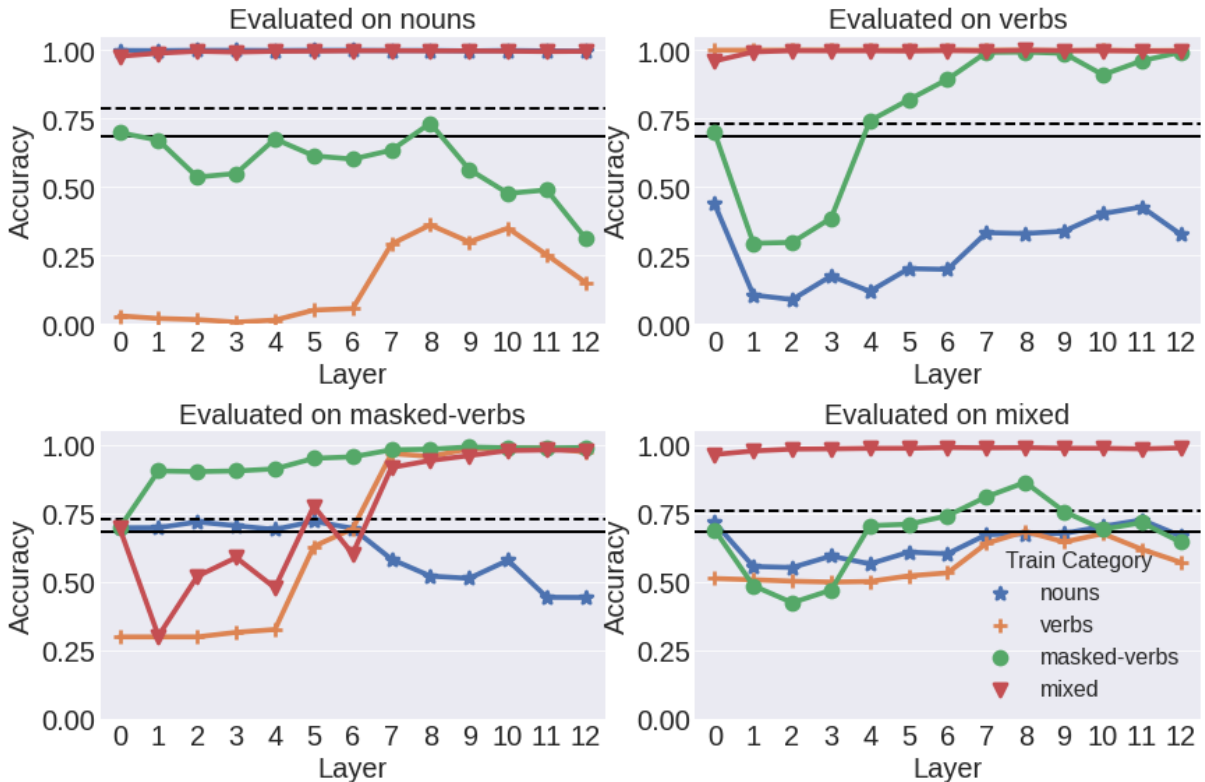 Evaluated on nouns
Accuracy
1.00
0.75
0.50
0.25
0.00
0 1 2 3 4 5 6 7 8 9 10 11 12
Layer
Evaluated on verbs
Accuracy
1.00
0.75
0.50
0.25
0.00
0 1 2 3 4 5 6 7 8 9 10 11 12
Layer
Evaluated on masked-verbs
Accuracy
1.00
0.75
0.50
0.25
0.00
0 1 2 3 4 5 6 7 8 9 10 11 12
Layer
Evaluated on mixed
Accuracy
1.00
0.75
0.50
0.25
0.00
Train Category
nouns
verbs
masked-verbs
mixed
0 1 2 3 4 5 6 7 8 9 10 11 12
Layer